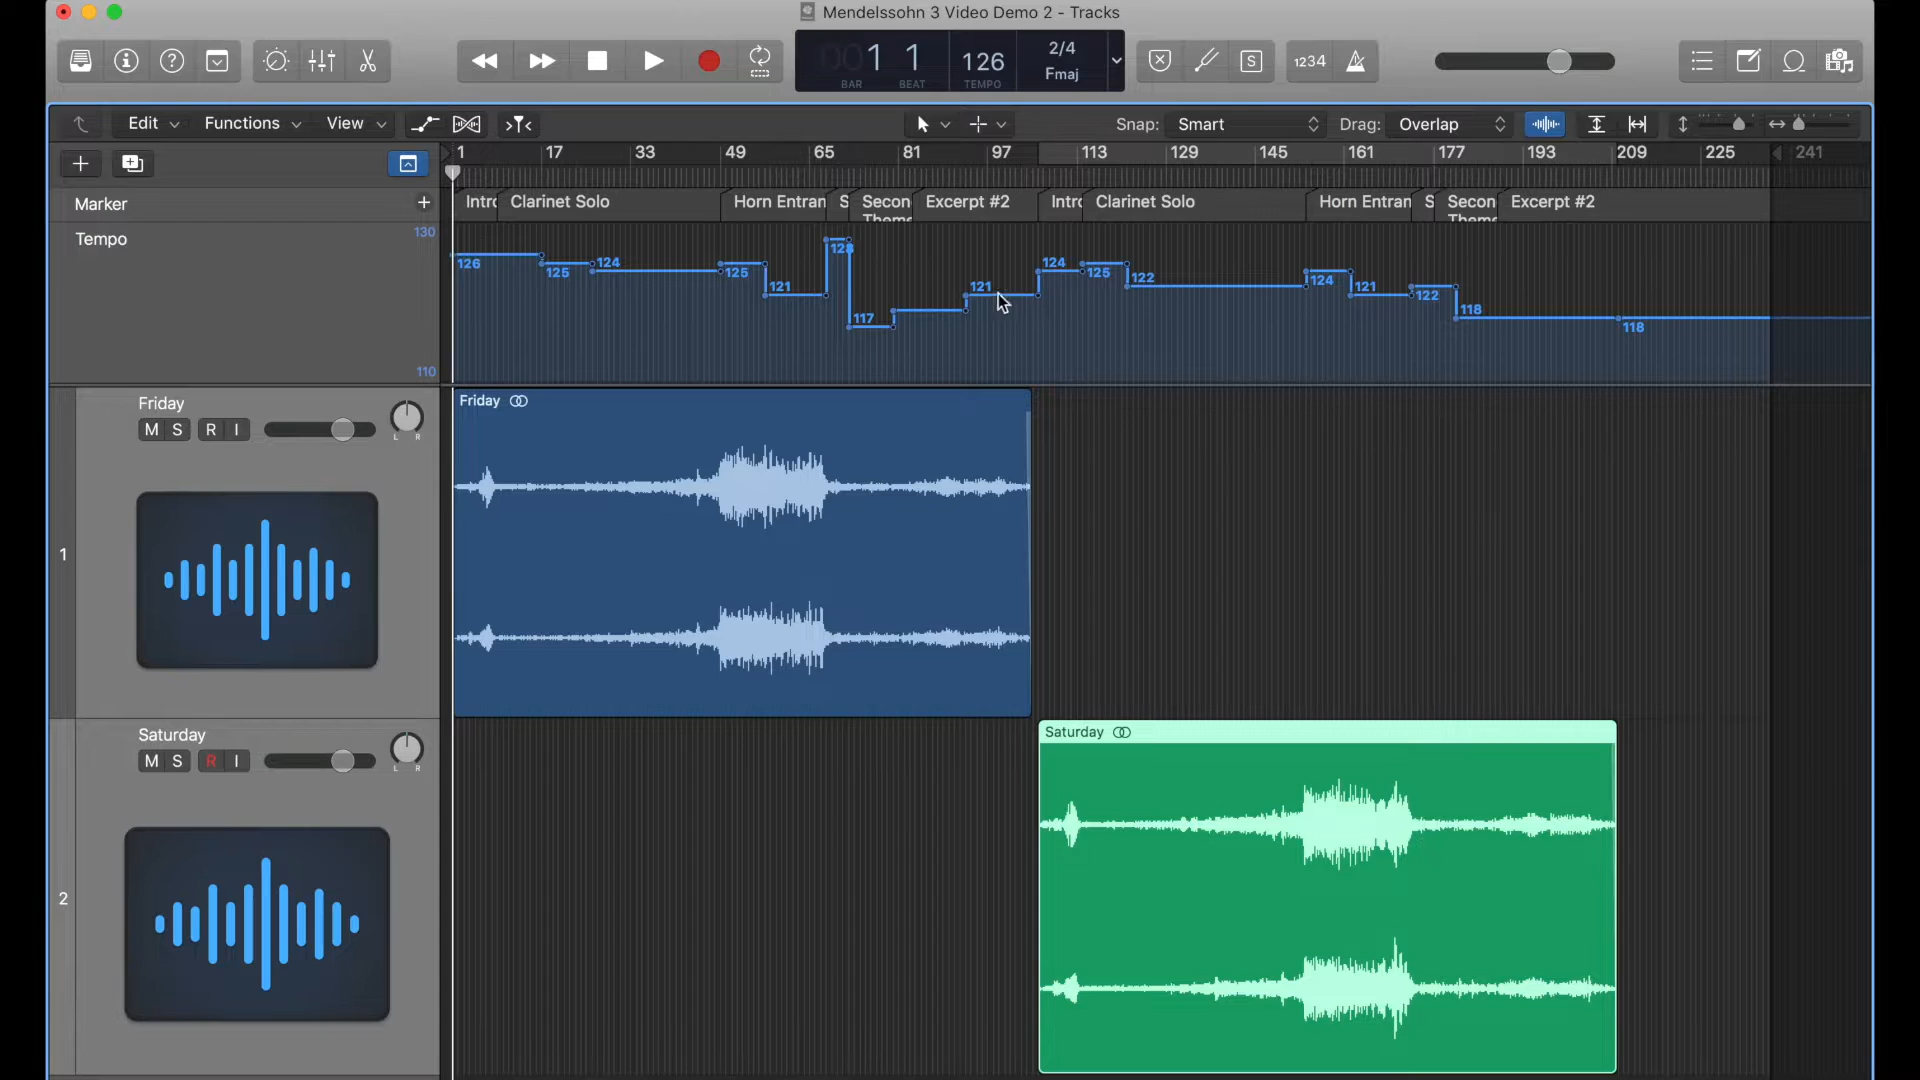 Mendelssohn 3 Video Demo 2 - Tracks
001 1 126 2/4 Fmaj
BAR BEAT TEMPO
S 1234
Edit Functions View Snap: Smart Drag: Overlap
1 17 33 49 65 81 97 113 129 145 161 177 193 209 225 241
Marker + Intro Clarinet Solo Horn Entran S Secon Theme Excerpt #2 Intro Clarinet Solo Horn Entran S Secon Theme Excerpt #2
Tempo 130
126 125 124 125 121 128 117 121 124 125 122 124 121 122 118 118
110
Friday
M S R I
L R
1
Friday
Saturday
M S R I
L R
2
Saturday